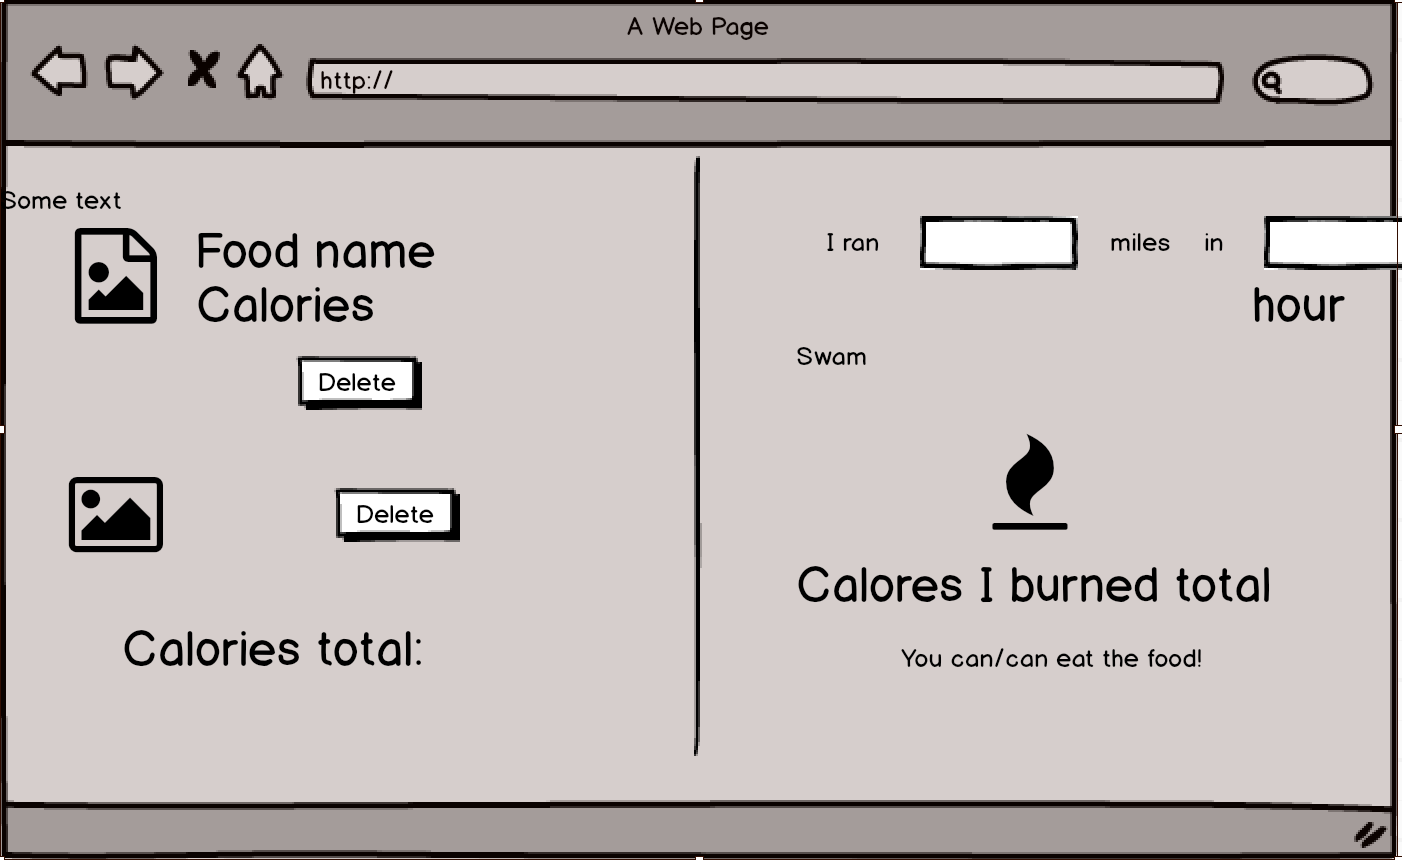 A Web Page
http://
Some text
Food name
Calories
Delete
Delete
Calories total:
I ran miles in
hour
Swam
Calores I burned total
You can/can eat the food!